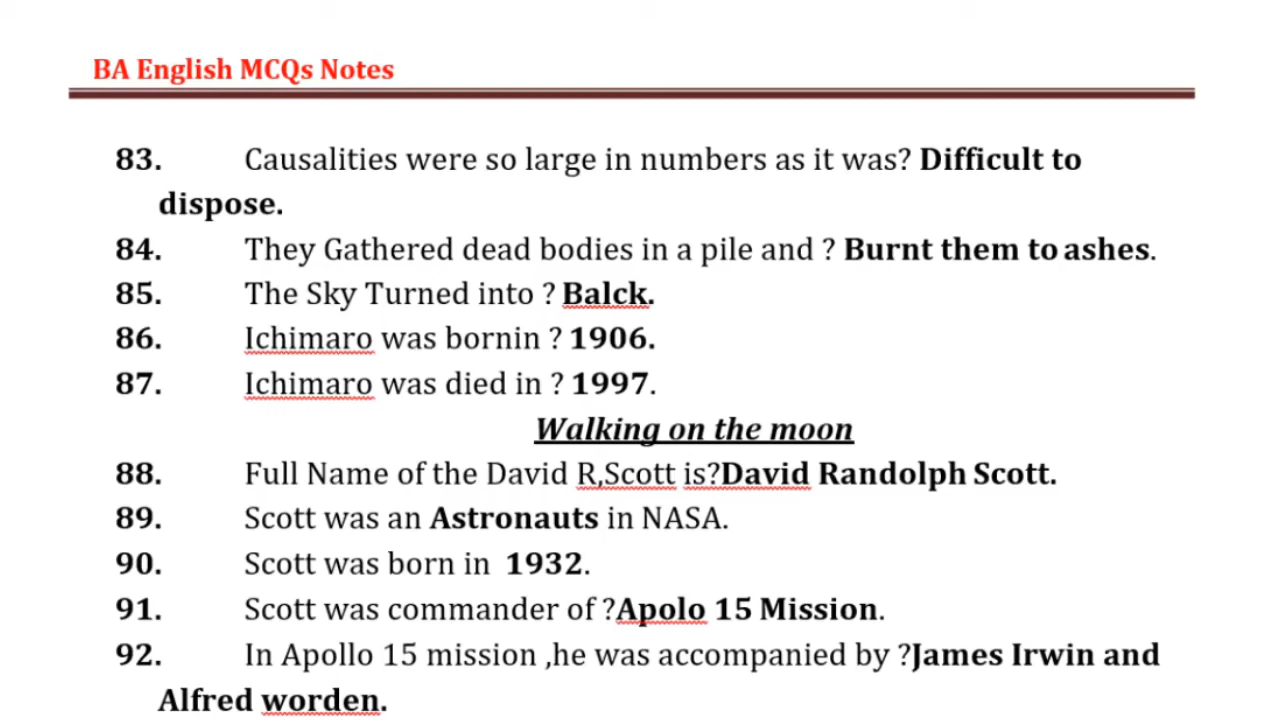 BA English MCQs Notes
83. Causalities were so large in numbers as it was? Difficult to
dispose.
84. They Gathered dead bodies in a pile and ? Burnt them to ashes.
85. The Sky Turned into ? Balck.
86. Ichimaro was bornin ? 1906.
87. Ichimaro was died in ? 1997.
Walking on the moon
88. Full Name of the David R,Scott is?David Randolph Scott.
89. Scott was an Astronauts in NASA.
90. Scott was born in 1932.
91. Scott was commander of ?Apolo 15 Mission.
92. In Apollo 15 mission ,he was accompanied by ?James Irwin and
Alfred worden.